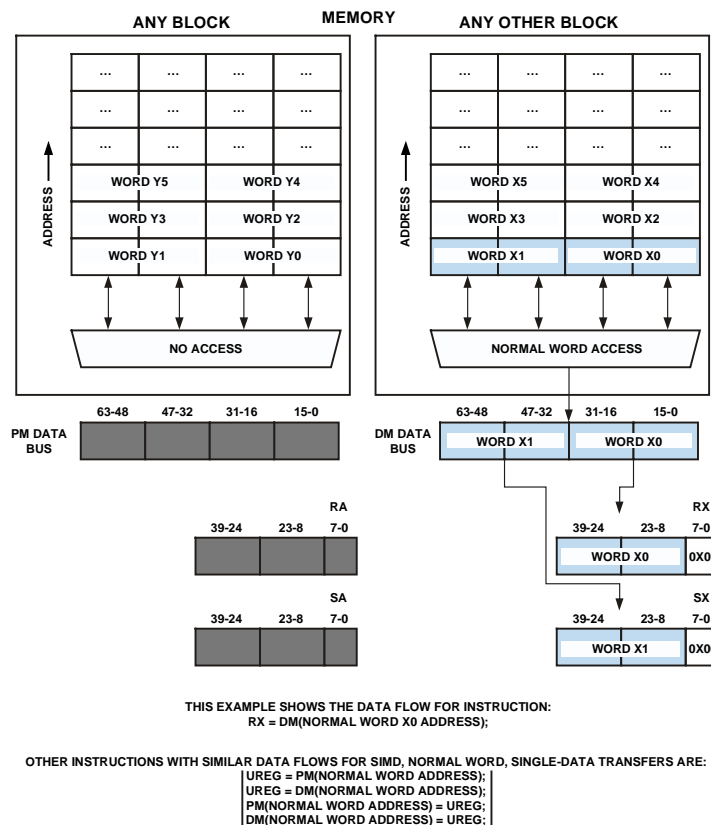 MEMORY
ANY BLOCK
ANY OTHER BLOCK
... ... ... ...
... ... ... ...
... ... ... ...
WORD Y5 WORD Y4
WORD Y3 WORD Y2
WORD Y1 WORD Y0
ADDRESS
NO ACCESS
... ... ... ...
... ... ... ...
... ... ... ...
WORD X5 WORD X4
WORD X3 WORD X2
WORD X1 WORD X0
ADDRESS
NORMAL WORD ACCESS
63-48 47-32 31-16 15-0
PM DATA
BUS
63-48 47-32 31-16 15-0
DM DATA
BUS
WORD X1 WORD X0
RA
39-24 23-8 7-0
RX
39-24 23-8 7-0
WORD X0 0X0
SA
39-24 23-8 7-0
SX
39-24 23-8 7-0
WORD X1 0X0
THIS EXAMPLE SHOWS THE DATA FLOW FOR INSTRUCTION:
RX = DM(NORMAL WORD X0 ADDRESS);
OTHER INSTRUCTIONS WITH SIMILAR DATA FLOWS FOR SIMD, NORMAL WORD, SINGLE-DATA TRANSFERS ARE:
UREG = PM(NORMAL WORD ADDRESS);
UREG = DM(NORMAL WORD ADDRESS);
PM(NORMAL WORD ADDRESS) = UREG;
DM(NORMAL WORD ADDRESS) = UREG;